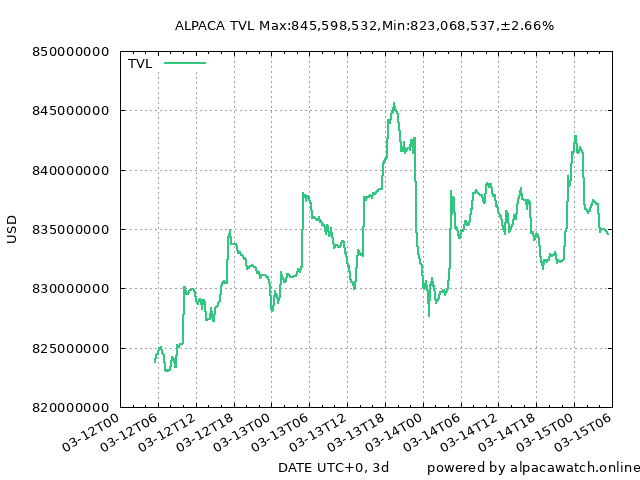 ALPACA TVL Max:845,598,532,Min:823,068,537,±2.66%
850000000
TVL
845000000
840000000
835000000
USD
830000000
825000000
820000000
03-12T00
03-12T06
03-12T12
03-12T18
03-13T00
03-13T06
03-13T12
03-13T18
03-14T00
03-14T06
03-14T12
03-14T18
03-15T00
03-15T06
DATE UTC+0, 3d
powered by alpacawatch.online